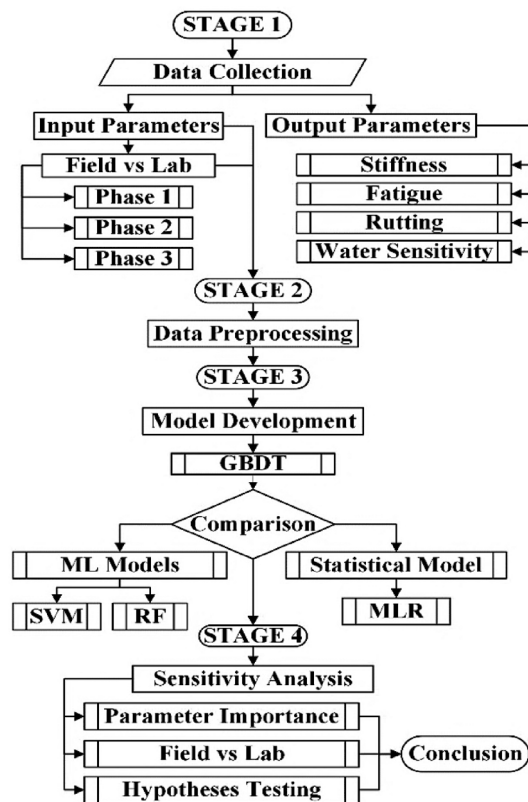 STAGE 1
Data Collection
Input Parameters
Output Parameters
Field vs Lab
Stiffness
Phase 1
Fatigue
Phase 2
Rutting
Phase 3
Water Sensitivity
STAGE 2
Data Preprocessing
STAGE 3
Model Development
GBDT
Comparison
ML Models
Statistical Model
SVM
RF
MLR
STAGE 4
Sensitivity Analysis
Parameter Importance
Field vs Lab
Conclusion
Hypotheses Testing